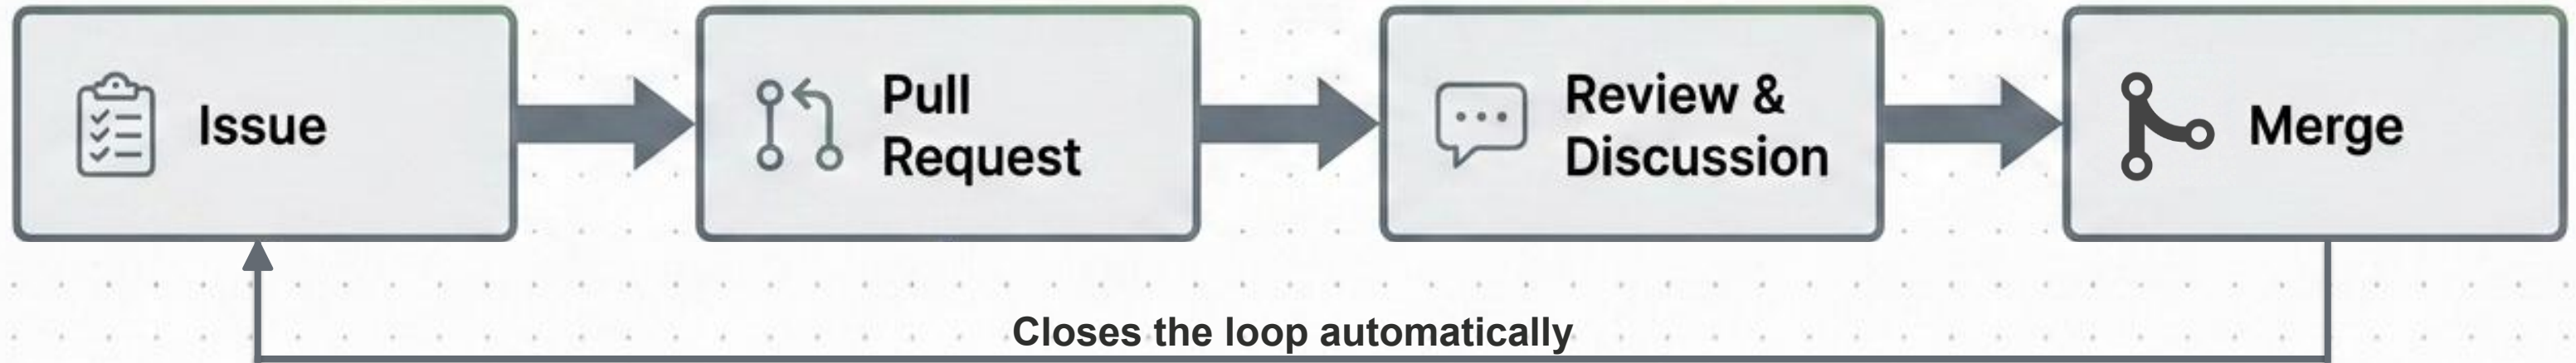 Issue
Pull
Request
Review &
Discussion
Merge
Closes the loop automatically